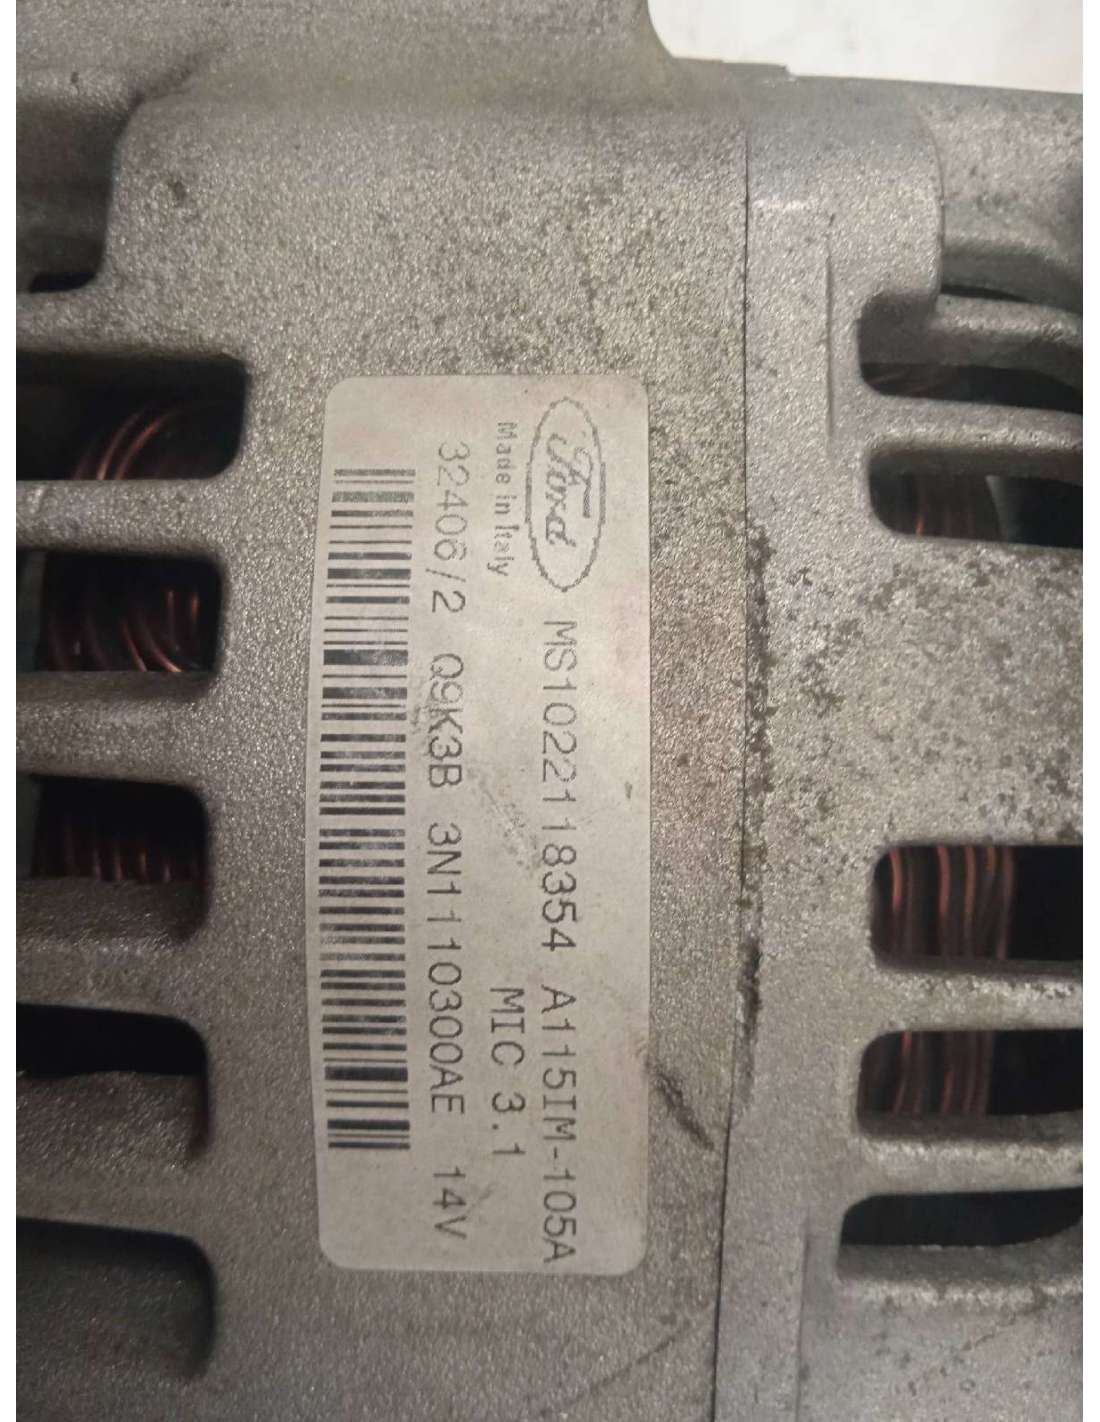 Ford MS1022118354 A115IM-105A
Made in Italy MIC 3.1
32406/2 Q9K3B 3N1110300AE 14V